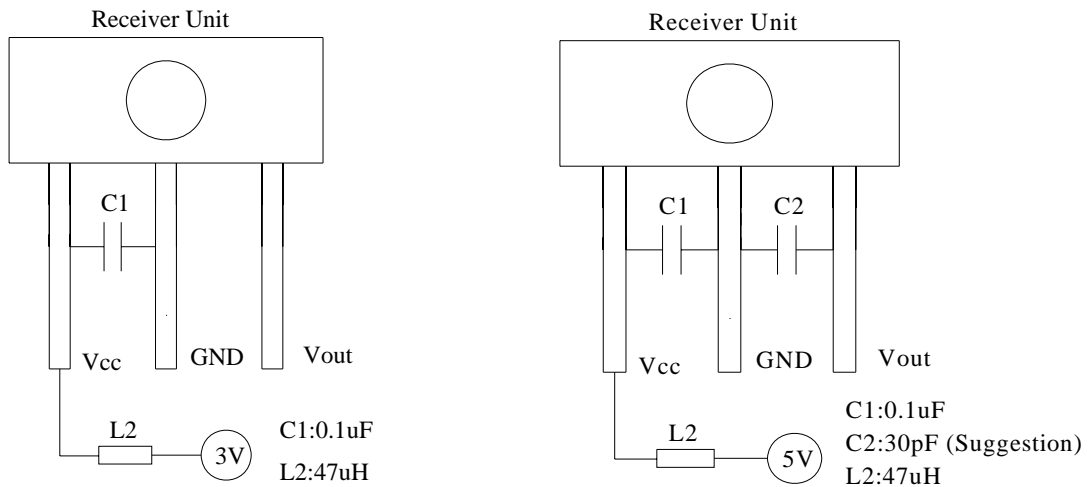 Receiver Unit
C1
Vcc
GND
Vout
L2
3V
C1:0.1uF
L2:47uH
Receiver Unit
C1
C2
Vcc
GND
Vout
L2
5V
C1:0.1uF
C2:30pF (Suggestion)
L2:47uH